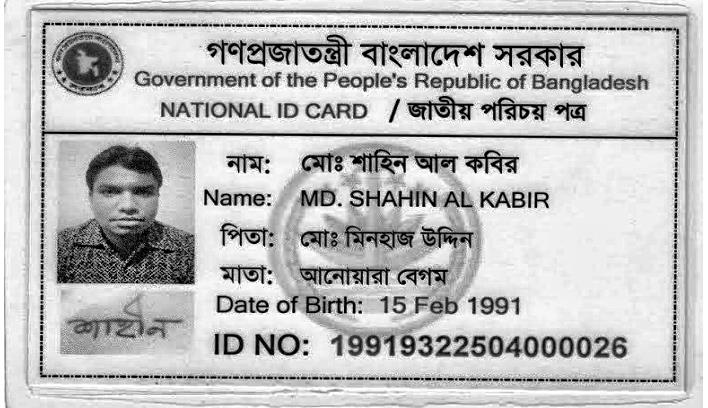 গণপ্রজাতন্ত্রী বাংলাদেশ সরকার
Government of the People's Republic of Bangladesh
NATIONAL ID CARD / জাতীয় পরিচয় পত্র
নাম: মোঃ শাহিন আল কবির
Name: MD. SHAHIN AL KABIR
পিতা: মোঃ মিনহাজ উদ্দিন
মাতা: আনোয়ারা বেগম
Date of Birth: 15 Feb 1991
শাহীন
ID NO: 19919322504000026